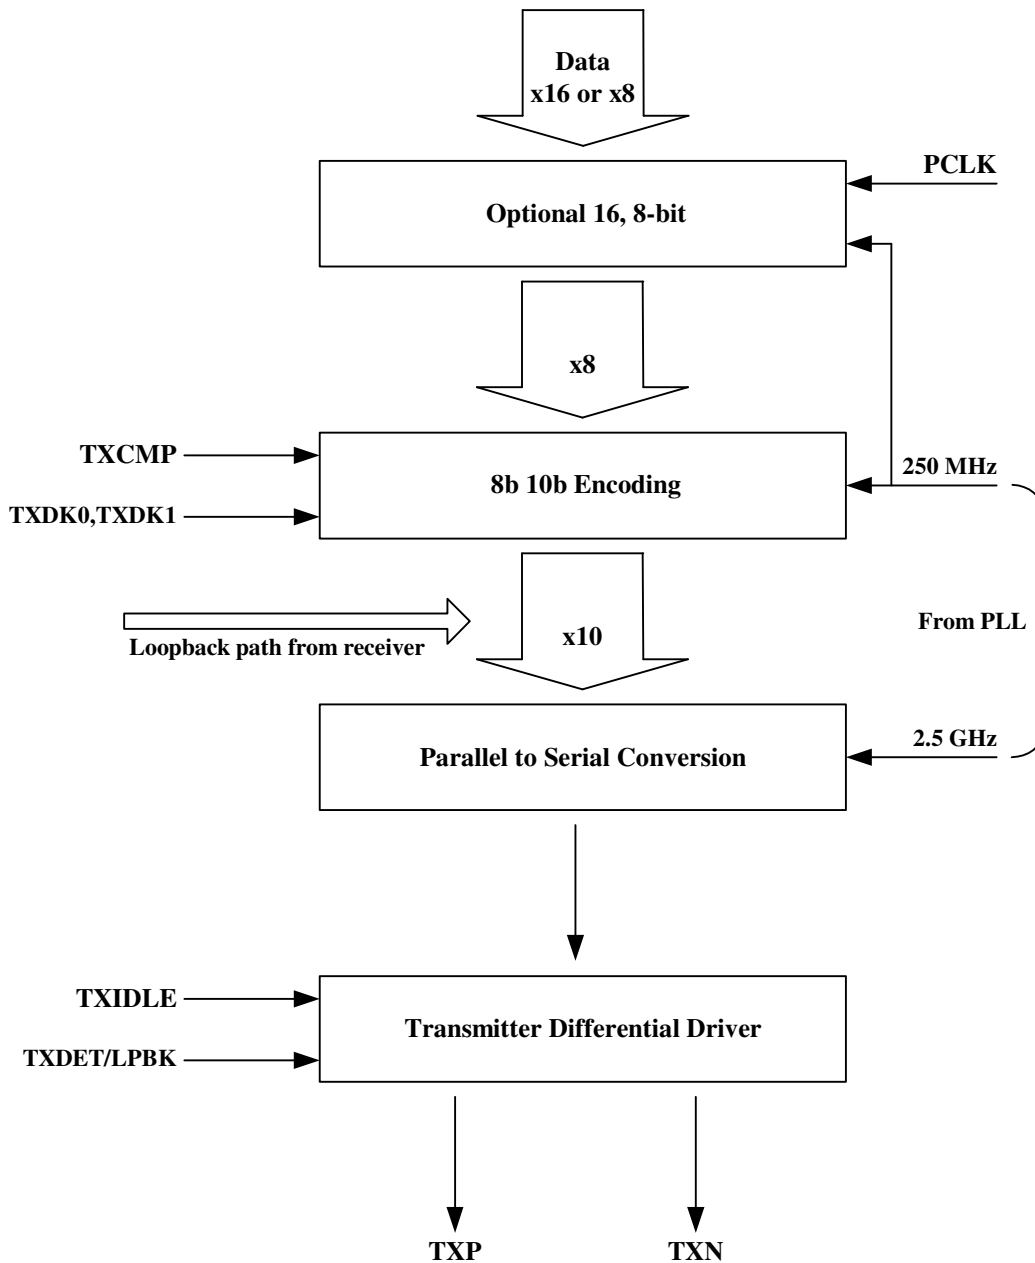 Data
x16 or x8
PCLK
Optional 16, 8-bit
x8
TXCMP
250 MHz
8b 10b Encoding
TXDK0,TXDK1
x10
From PLL
Loopback path from receiver
2.5 GHz
Parallel to Serial Conversion
TXIDLE
Transmitter Differential Driver
TXDET/LPBK
TXP
TXN